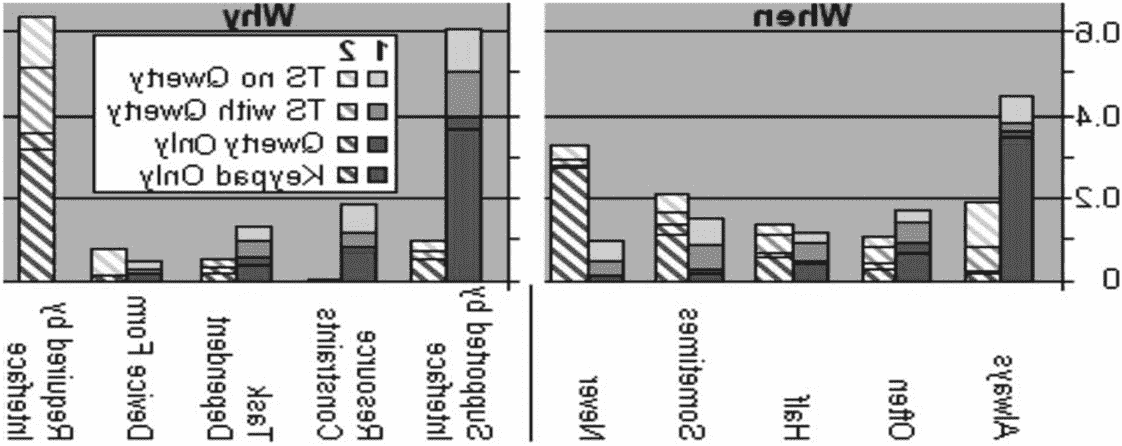 When
Why
0.6
0.4
0.2
0
1 2
TS no Qwerty
TS with Qwerty
Qwerty Only
Keypad Only
Always
Often
Half
Sometimes
Never
Supported by
Interface
Resource
Constraints
Task
Dependent
Device Form
Required by
Interface